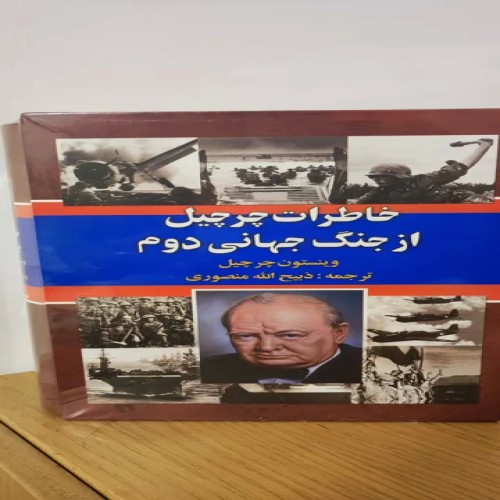 خاطرات چرچیل
از جنگ جهانی دوم
وینستون چرچیل
ترجمه : ذبیح الله منصوری